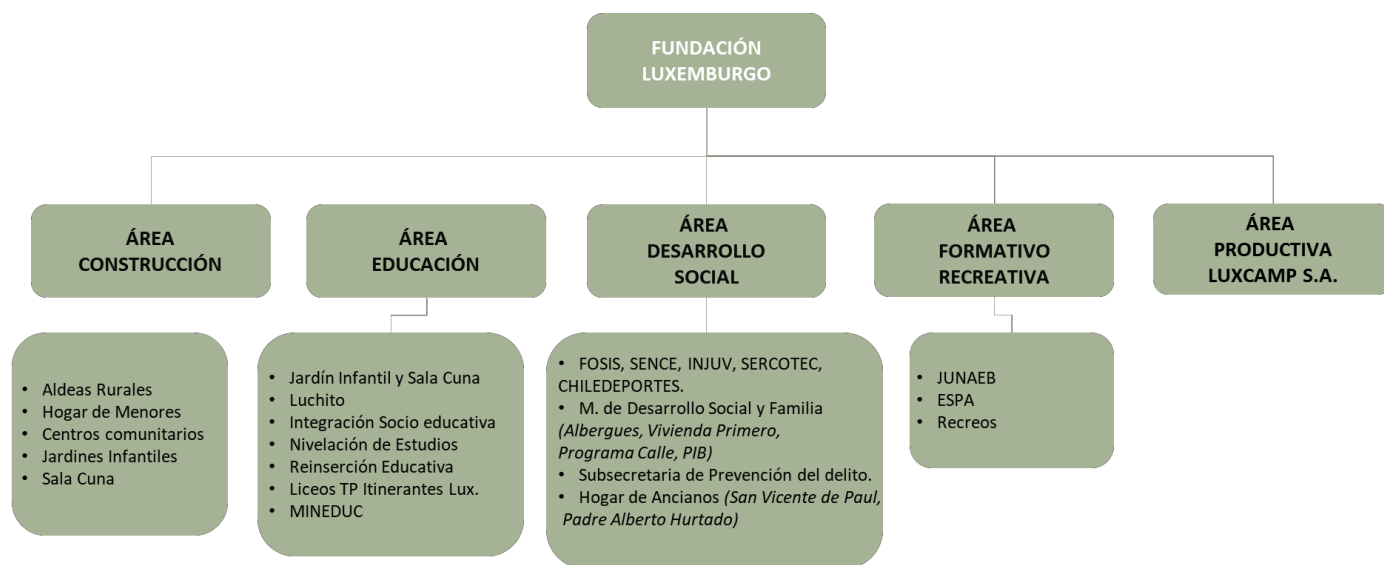 FUNDACIÓN
LUXEMBURGO
ÁREA
CONSTRUCCIÓN
ÁREA
EDUCACIÓN
ÁREA
DESARROLLO
SOCIAL
ÁREA
FORMATIVO
RECREATIVA
ÁREA
PRODUCTIVA
LUXCAMP S.A.
• Aldeas Rurales
• Hogar de Menores
• Centros comunitarios
• Jardines Infantiles
• Sala Cuna
• Jardín Infantil y Sala Cuna
• Luchito
• Integración Socio educativa
• Nivelación de Estudios
• Reinserción Educativa
• Liceos TP Itinerantes Lux.
• MINEDUC
• FOSIS, SENCE, INJUV, SERCOTEC,
CHILEDEPORTES.
• M. de Desarrollo Social y Familia
(Albergues, Vivienda Primero,
Programa Calle, PIB)
• Subsecretaria de Prevención del delito.
• Hogar de Ancianos (San Vicente de Paul,
Padre Alberto Hurtado)
• JUNAEB
• ESPA
• Recreos